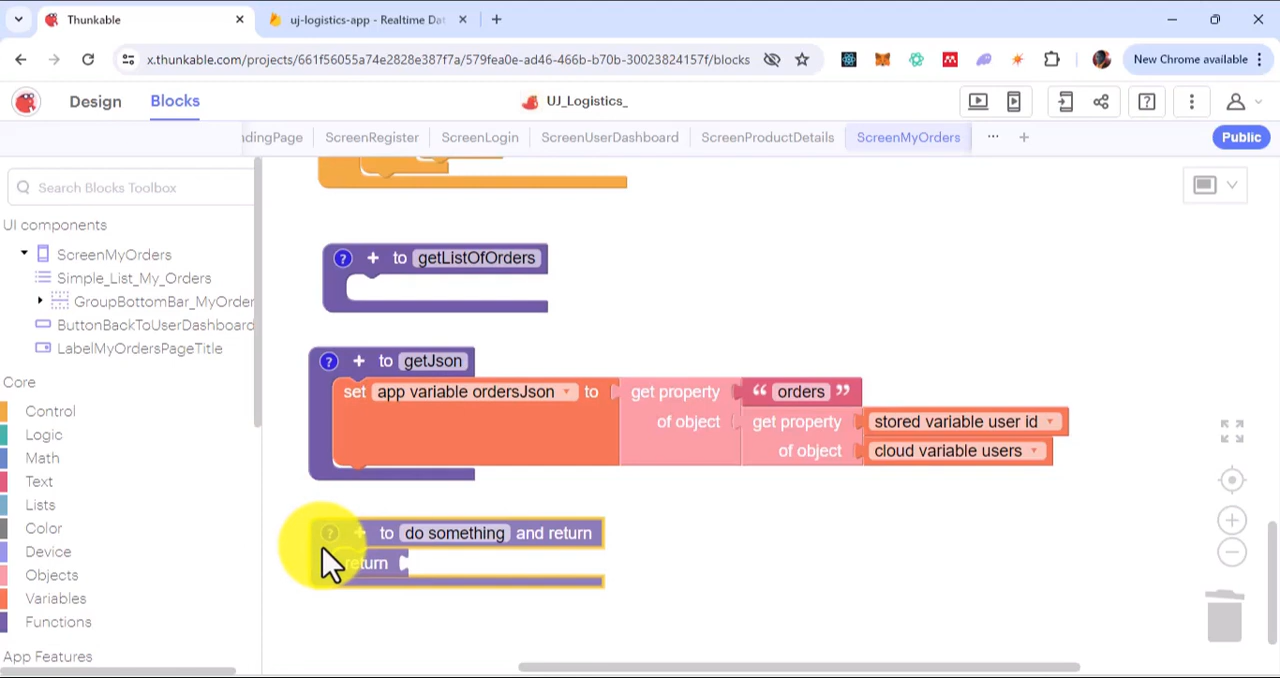 Thunkable
uj-logistics-app - Realtime Dat
x.thunkable.com/projects/661f56055a74e2828e387f7a/579fea0e-ad46-466b-b70b-30023824157f/blocks
New Chrome available
Design
Blocks
UJ_Logistics_
ndingPage
ScreenRegister
ScreenLogin
ScreenUserDashboard
ScreenProductDetails
ScreenMyOrders
...
+
Public
Search Blocks Toolbox
UI components
ScreenMyOrders
Simple_List_My_Orders
GroupBottomBar_MyOrder
ButtonBackToUserDashboard
LabelMyOrdersPageTitle
Core
Control
Logic
Math
Text
Lists
Color
Device
Objects
Variables
Functions
App Features
? + to getListOfOrders
? + to getJson
set app variable ordersJson to get property “ orders ”
of object get property stored variable user id
of object cloud variable users
? + to do something and return
return